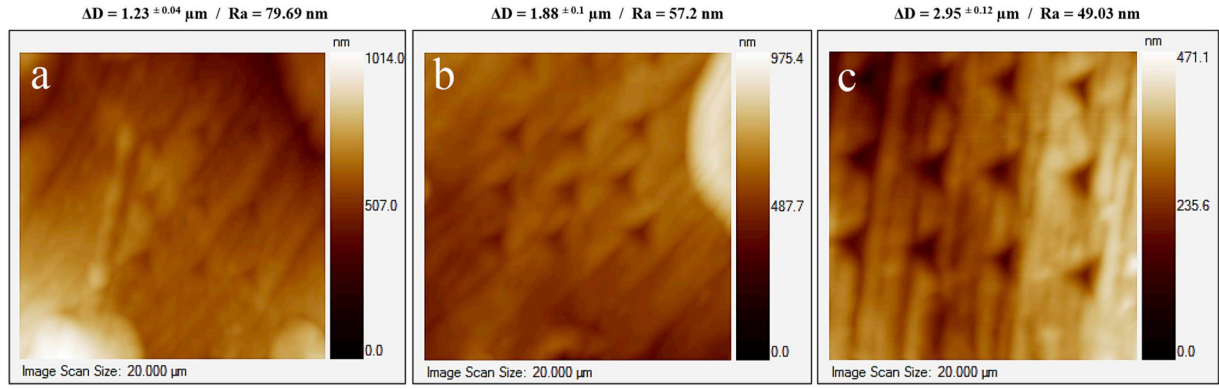 ΔD = 1.23 ± 0.04 µm / Ra = 79.69 nm
ΔD = 1.88 ± 0.1 µm / Ra = 57.2 nm
ΔD = 2.95 ± 0.12 µm / Ra = 49.03 nm
a
nm
1014.0
507.0
0.0
Image Scan Size: 20.000 µm
b
nm
975.4
487.7
0.0
Image Scan Size: 20.000 µm
c
nm
471.1
235.6
0.0
Image Scan Size: 20.000 µm